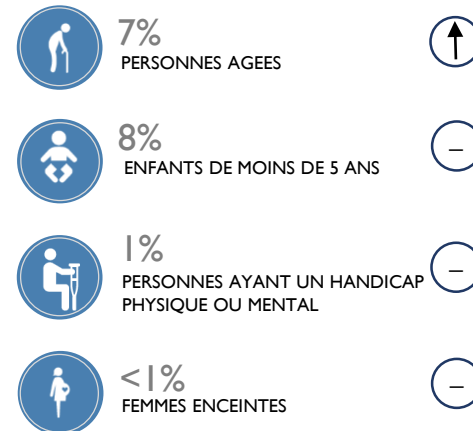 7%
PERSONNES AGEES
8%
ENFANTS DE MOINS DE 5 ANS
–
1%
PERSONNES AYANT UN HANDICAP
PHYSIQUE OU MENTAL
–
<1%
FEMMES ENCEINTES
–